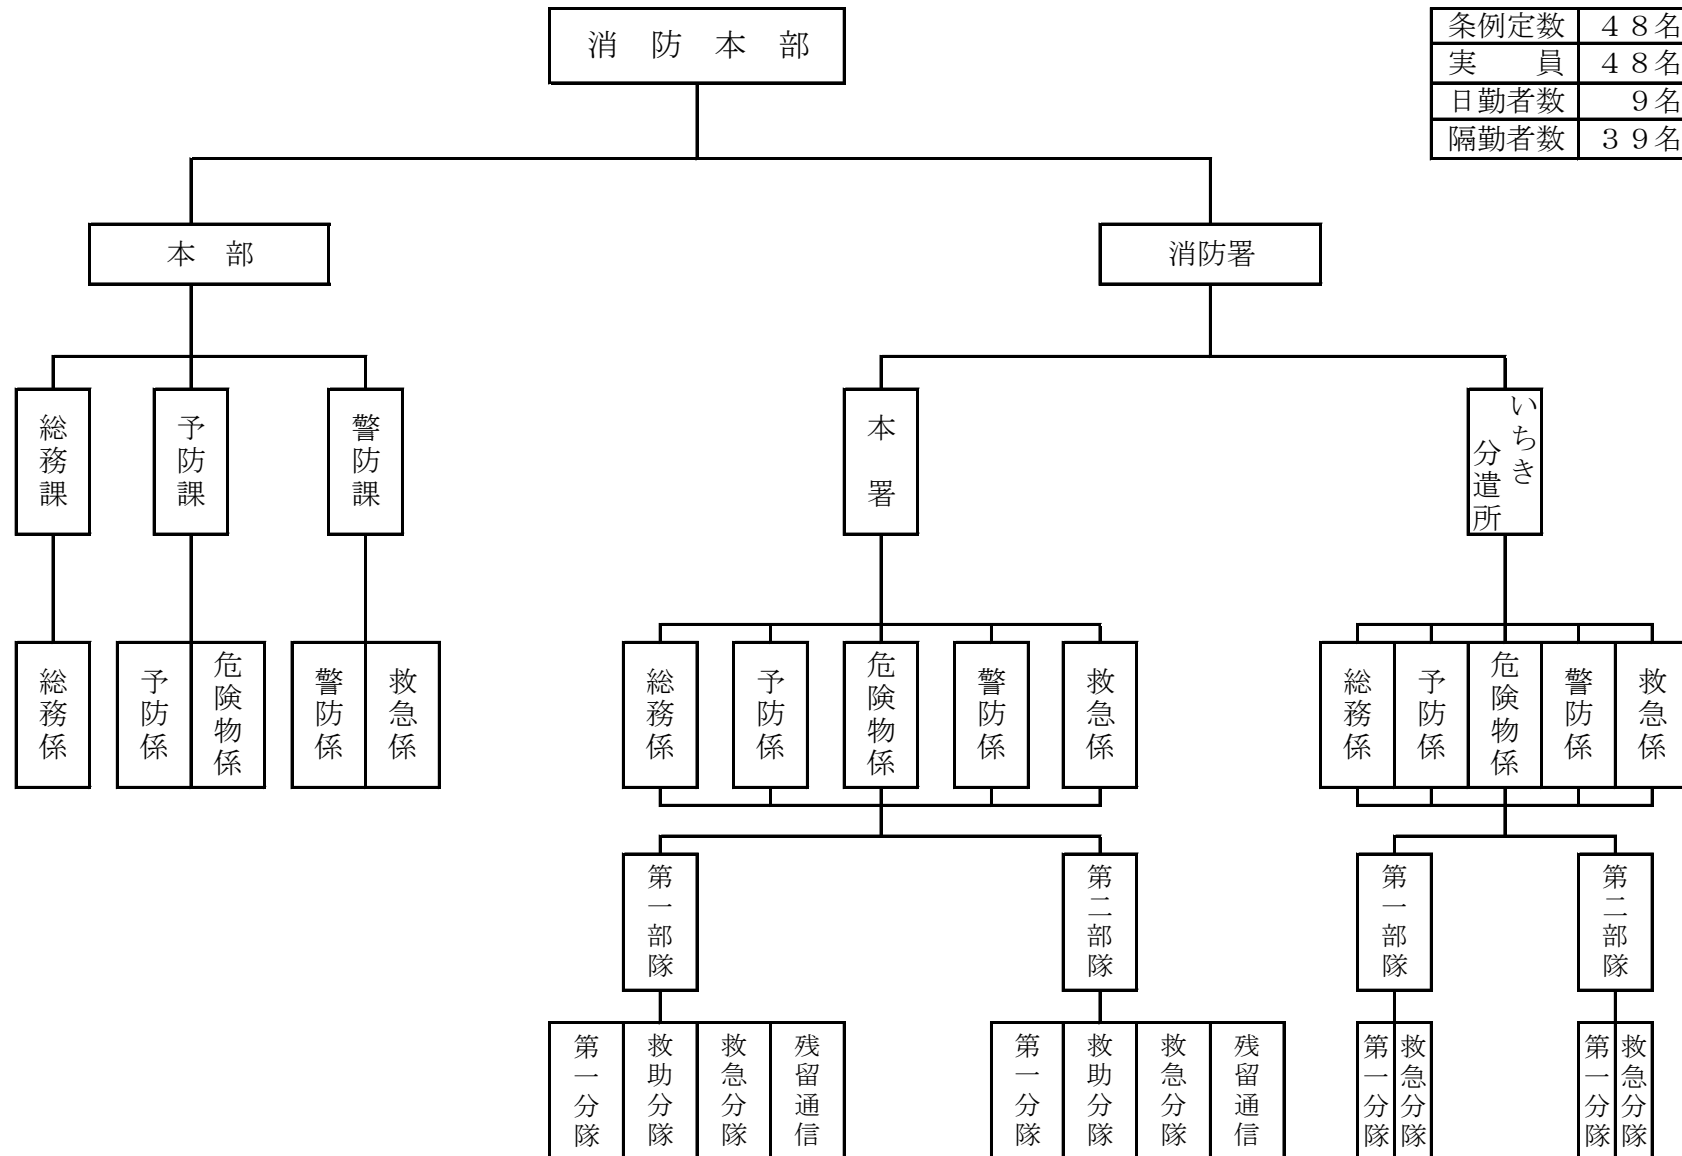 消防本部
条例定数 ４８名
実員 ４８名
日勤者数 ９名
隔勤者数 ３９名
本部
消防署
総務課
予防課
警防課
本署
いちき
分遣所
総務係
予防係
危険物係
警防係
救急係
総務係
予防係
危険物係
警防係
救急係
総務係
予防係
危険物係
警防係
救急係
第一部隊
第二部隊
第一部隊
第二部隊
第一分隊
救助分隊
救急分隊
残留通信
第一分隊
救助分隊
救急分隊
残留通信
第一分隊
救急分隊
第一分隊
救急分隊